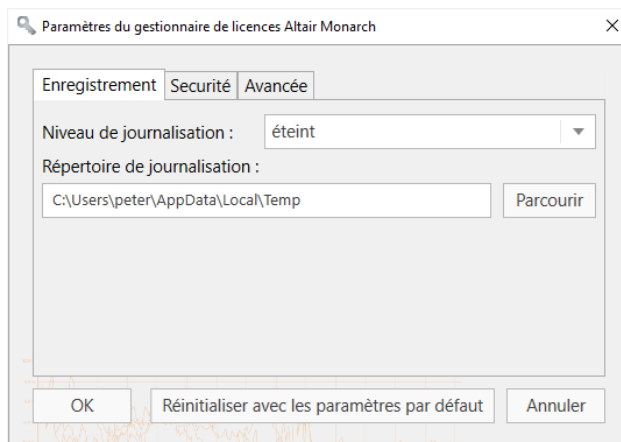 Paramètres du gestionnaire de licences Altair Monarch
Enregistrement Securité Avancée
Niveau de journalisation : éteint
Répertoire de journalisation :
C:\Users\peter\AppData\Local\Temp Parcourir
OK Réinitialiser avec les paramètres par défaut Annuler